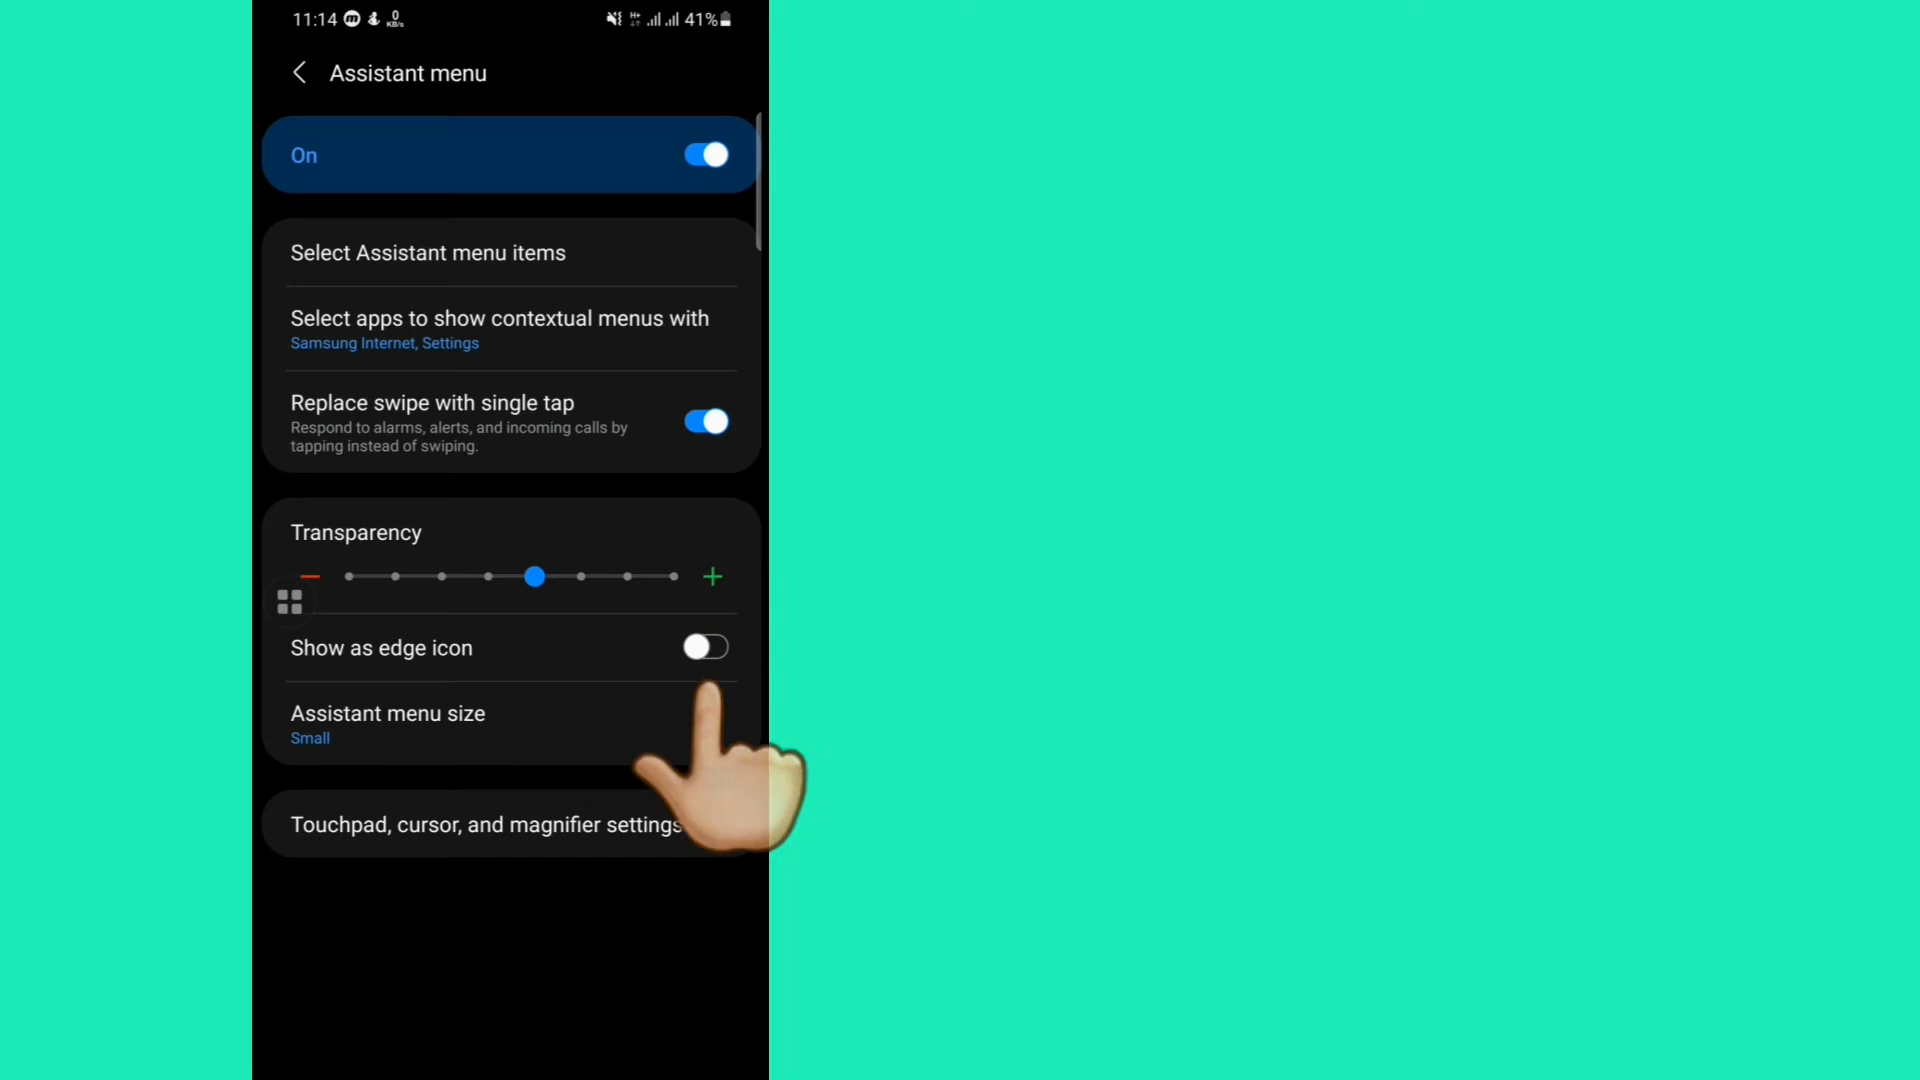 11:14 m 0 KB/s H+ 41%
Assistant menu
On
Select Assistant menu items
Select apps to show contextual menus with
Samsung Internet, Settings
Replace swipe with single tap
Respond to alarms, alerts, and incoming calls by
tapping instead of swiping.
Transparency
Show as edge icon
Assistant menu size
Small
Touchpad, cursor, and magnifier settings